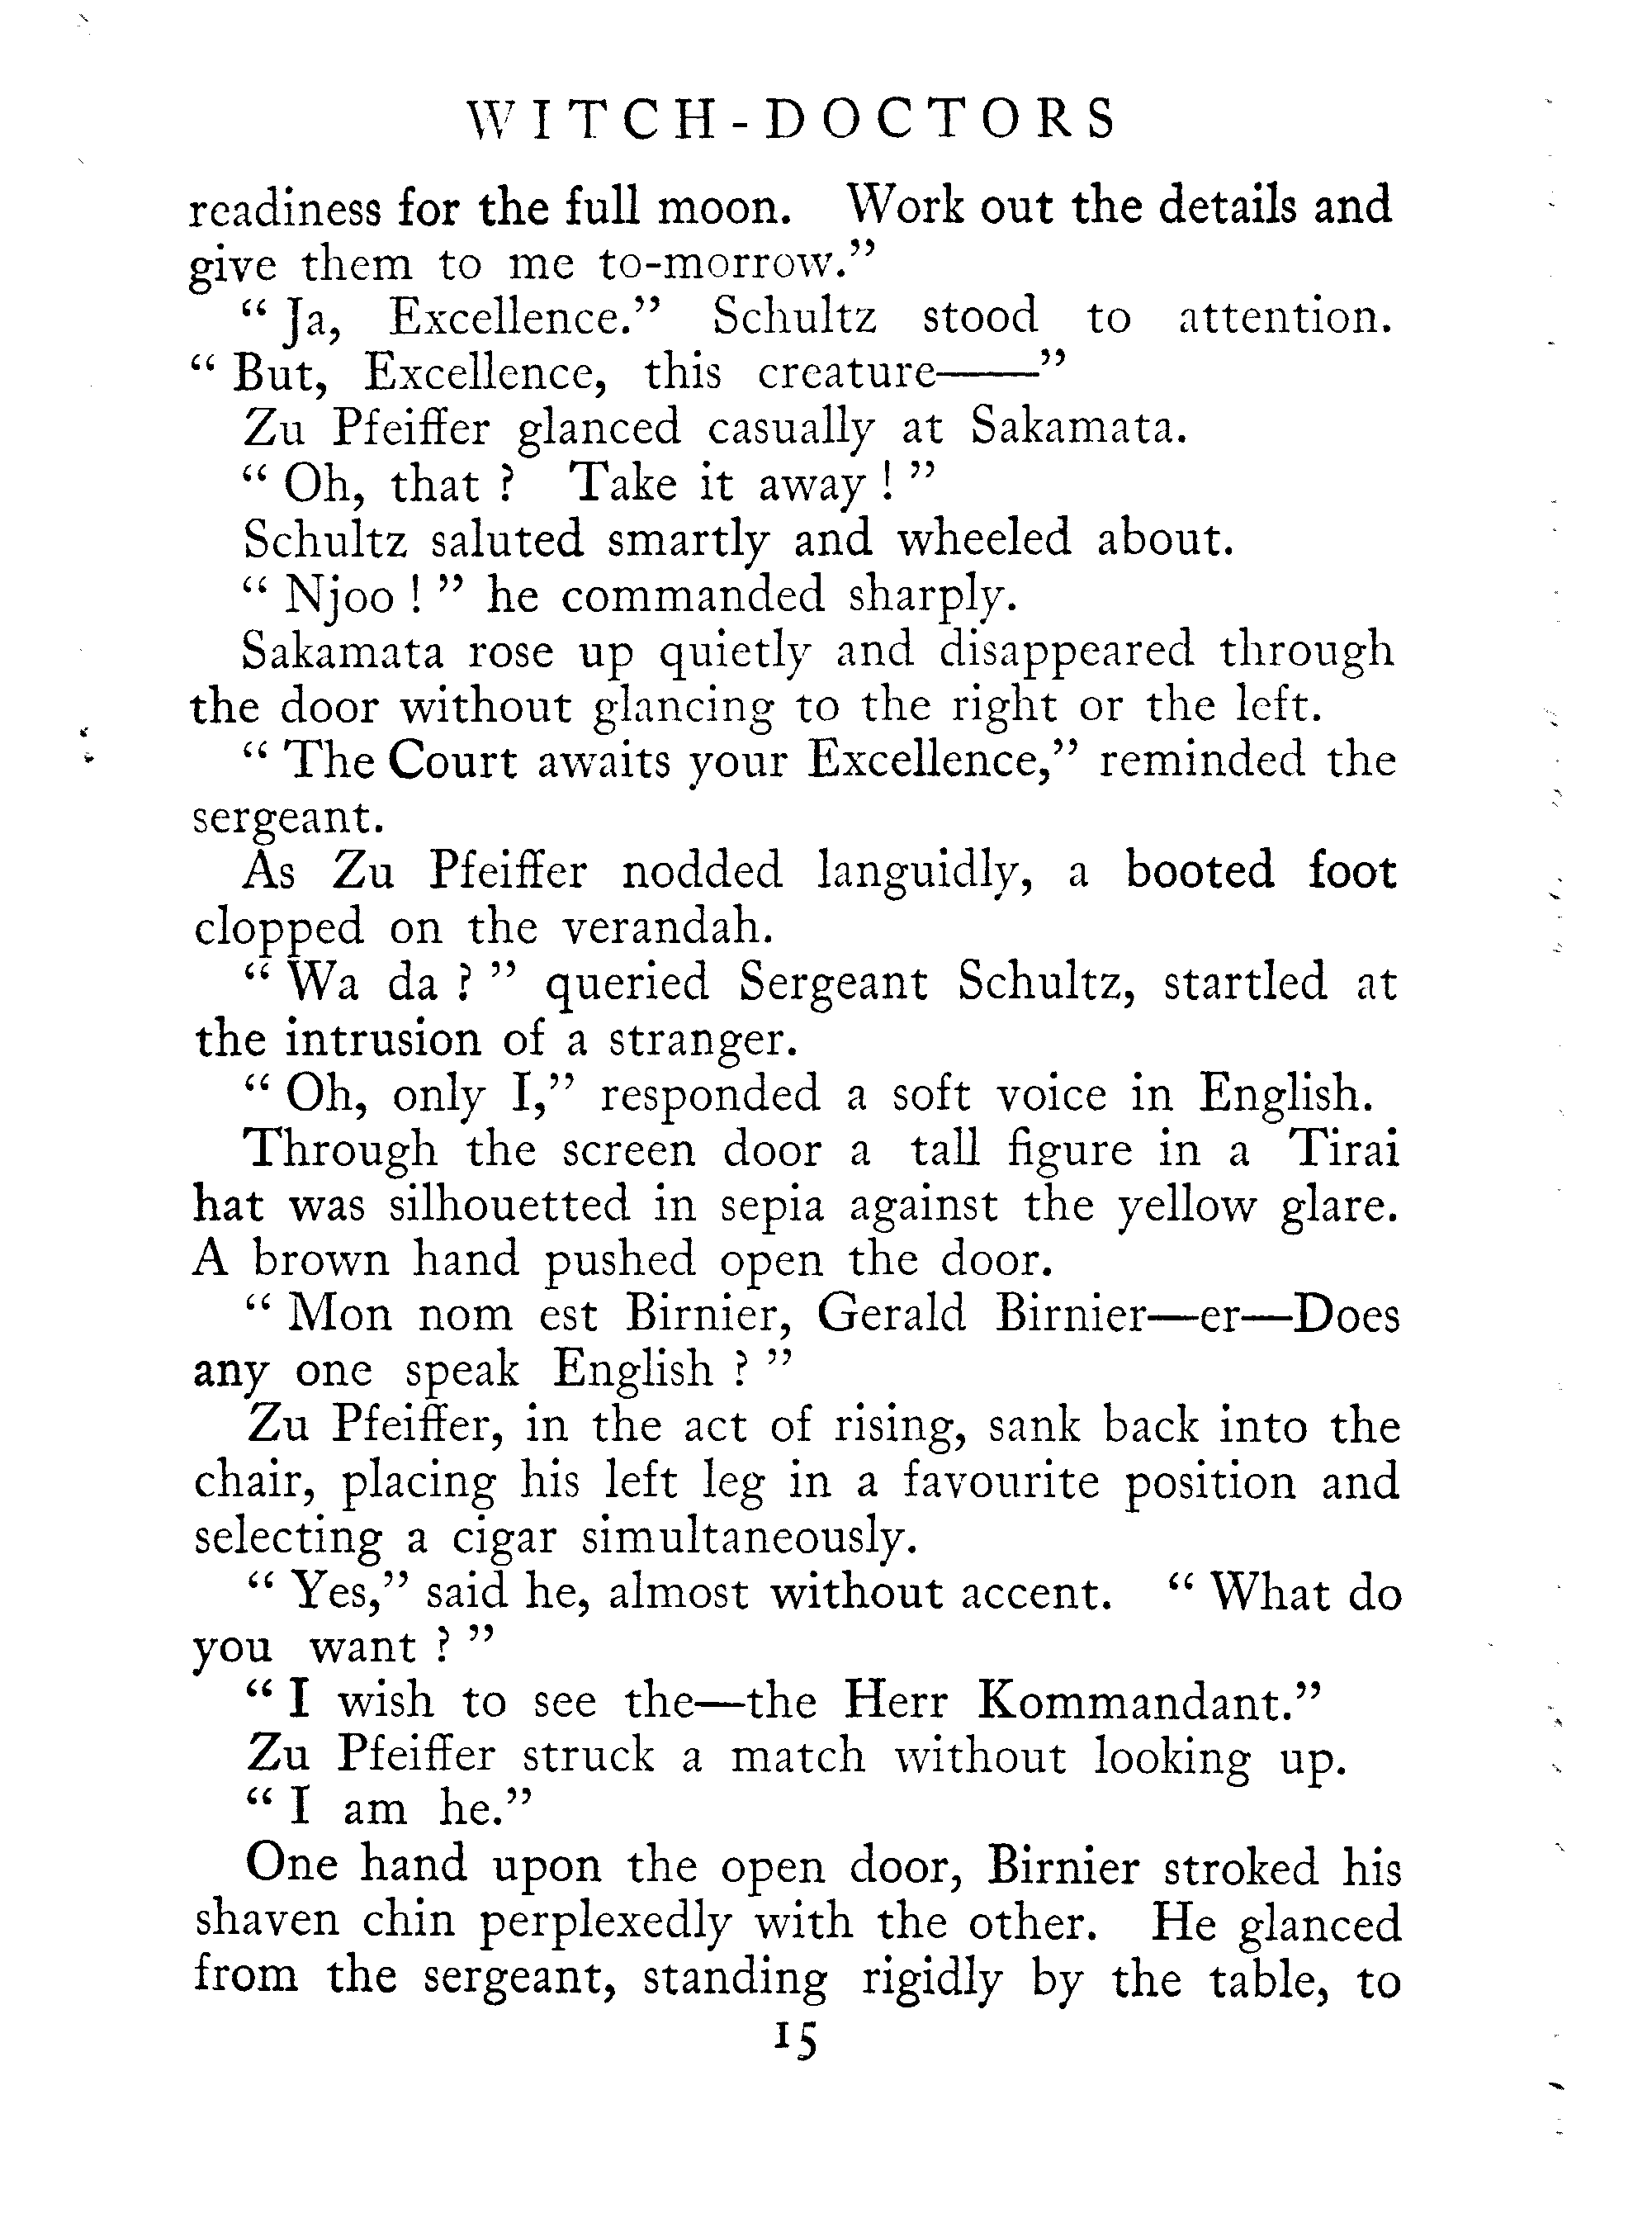 WITCH-DOCTORS
readiness for the full moon. Work out the details and
give them to me to-morrow.”
“ Ja, Excellence.” Schultz stood to attention.
“ But, Excellence, this creature——”
Zu Pfeiffer glanced casually at Sakamata.
“ Oh, that ? Take it away ! ”
Schultz saluted smartly and wheeled about.
“ Njoo ! ” he commanded sharply.
Sakamata rose up quietly and disappeared through
the door without glancing to the right or the left.
“ The Court awaits your Excellence,” reminded the
sergeant.
As Zu Pfeiffer nodded languidly, a booted foot
clopped on the verandah.
“ Wa da ? ” queried Sergeant Schultz, startled at
the intrusion of a stranger.
“ Oh, only I,” responded a soft voice in English.
Through the screen door a tall figure in a Tirai
hat was silhouetted in sepia against the yellow glare.
A brown hand pushed open the door.
“ Mon nom est Birnier, Gerald Birnier—er—Does
any one speak English ? ”
Zu Pfeiffer, in the act of rising, sank back into the
chair, placing his left leg in a favourite position and
selecting a cigar simultaneously.
“ Yes,” said he, almost without accent. “ What do
you want ? ”
“ I wish to see the—the Herr Kommandant.”
Zu Pfeiffer struck a match without looking up.
“ I am he.”
One hand upon the open door, Birnier stroked his
shaven chin perplexedly with the other. He glanced
from the sergeant, standing rigidly by the table, to
15